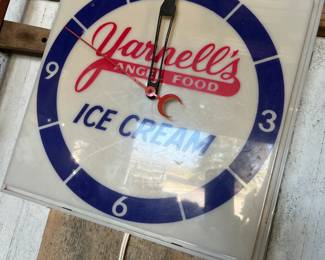 Yarnell's
ANGEL FOOD
9
ICE CREAM
3
6